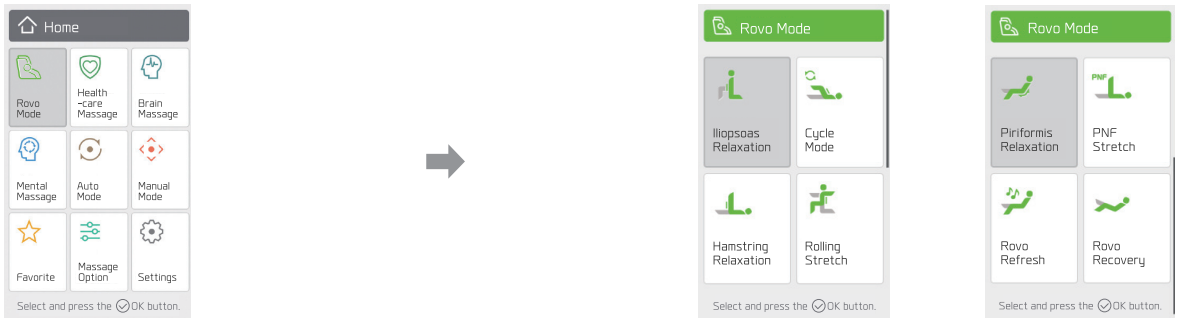 Home
Rovo
Mode
Health
-care
Massage
Brain
Massage
Mental
Massage
Auto
Mode
Manual
Mode
Favorite
Massage
Option
Settings
Select and press the OK button.
Rovo Mode
Iliopsoas
Relaxation
Cycle
Mode
Hamstring
Relaxation
Rolling
Stretch
Select and press the OK button.
Rovo Mode
Piriformis
Relaxation
PNF
PNF
Stretch
Rovo
Refresh
Rovo
Recovery
Select and press the OK button.